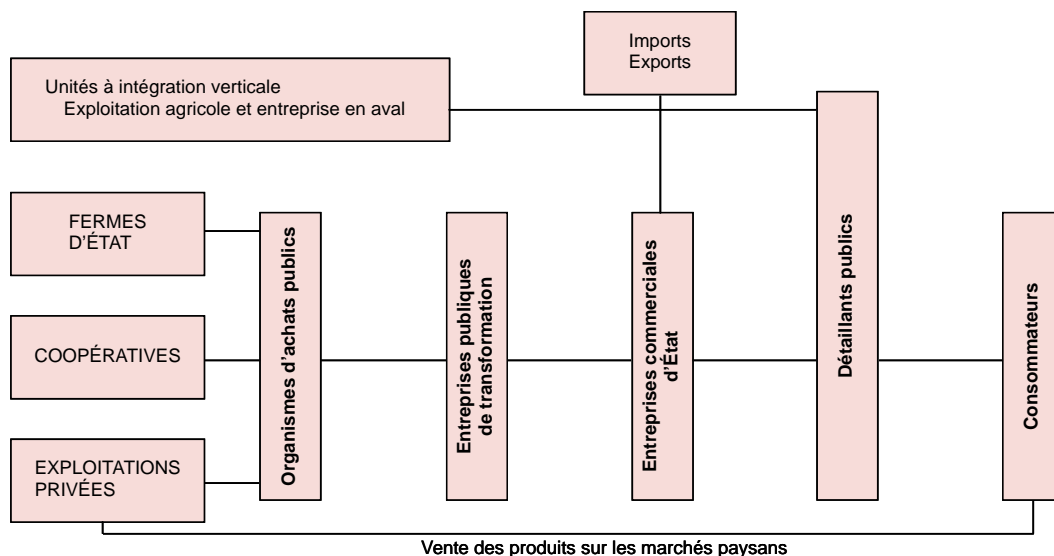 Imports
Exports
Unités à intégration verticale
Exploitation agricole et entreprise en aval
FERMES
D'ÉTAT
COOPÉRATIVES
EXPLOITATIONS
PRIVÉES
Organismes d'achats publics
Entreprises publiques
de transformation
Entreprises commerciales
d'État
Détaillants publics
Consommateurs
Vente des produits sur les marchés paysans